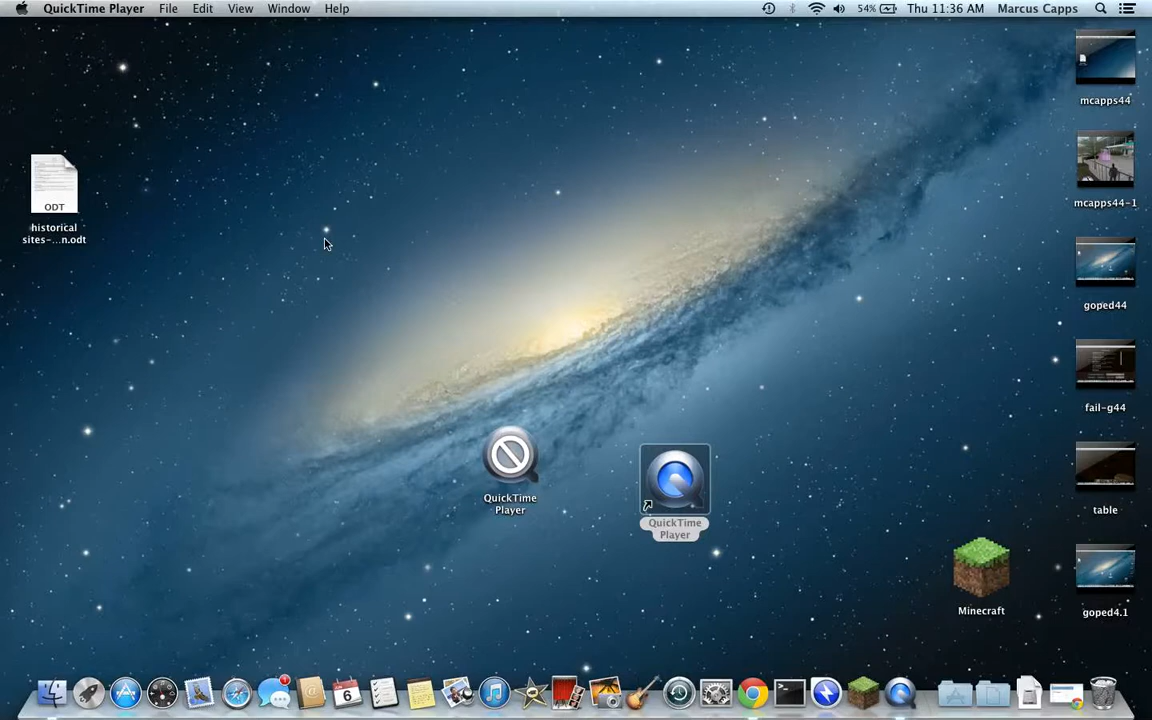 QuickTime Player File Edit View Window Help 54% Thu 11:36 AM Marcus Capps
mcapps44
mcapps44-1
ODT
historical
sites-...n.odt
goped44
fail-g44
QuickTime
Player
QuickTime
Player
table
Minecraft
goped4.1
1
6